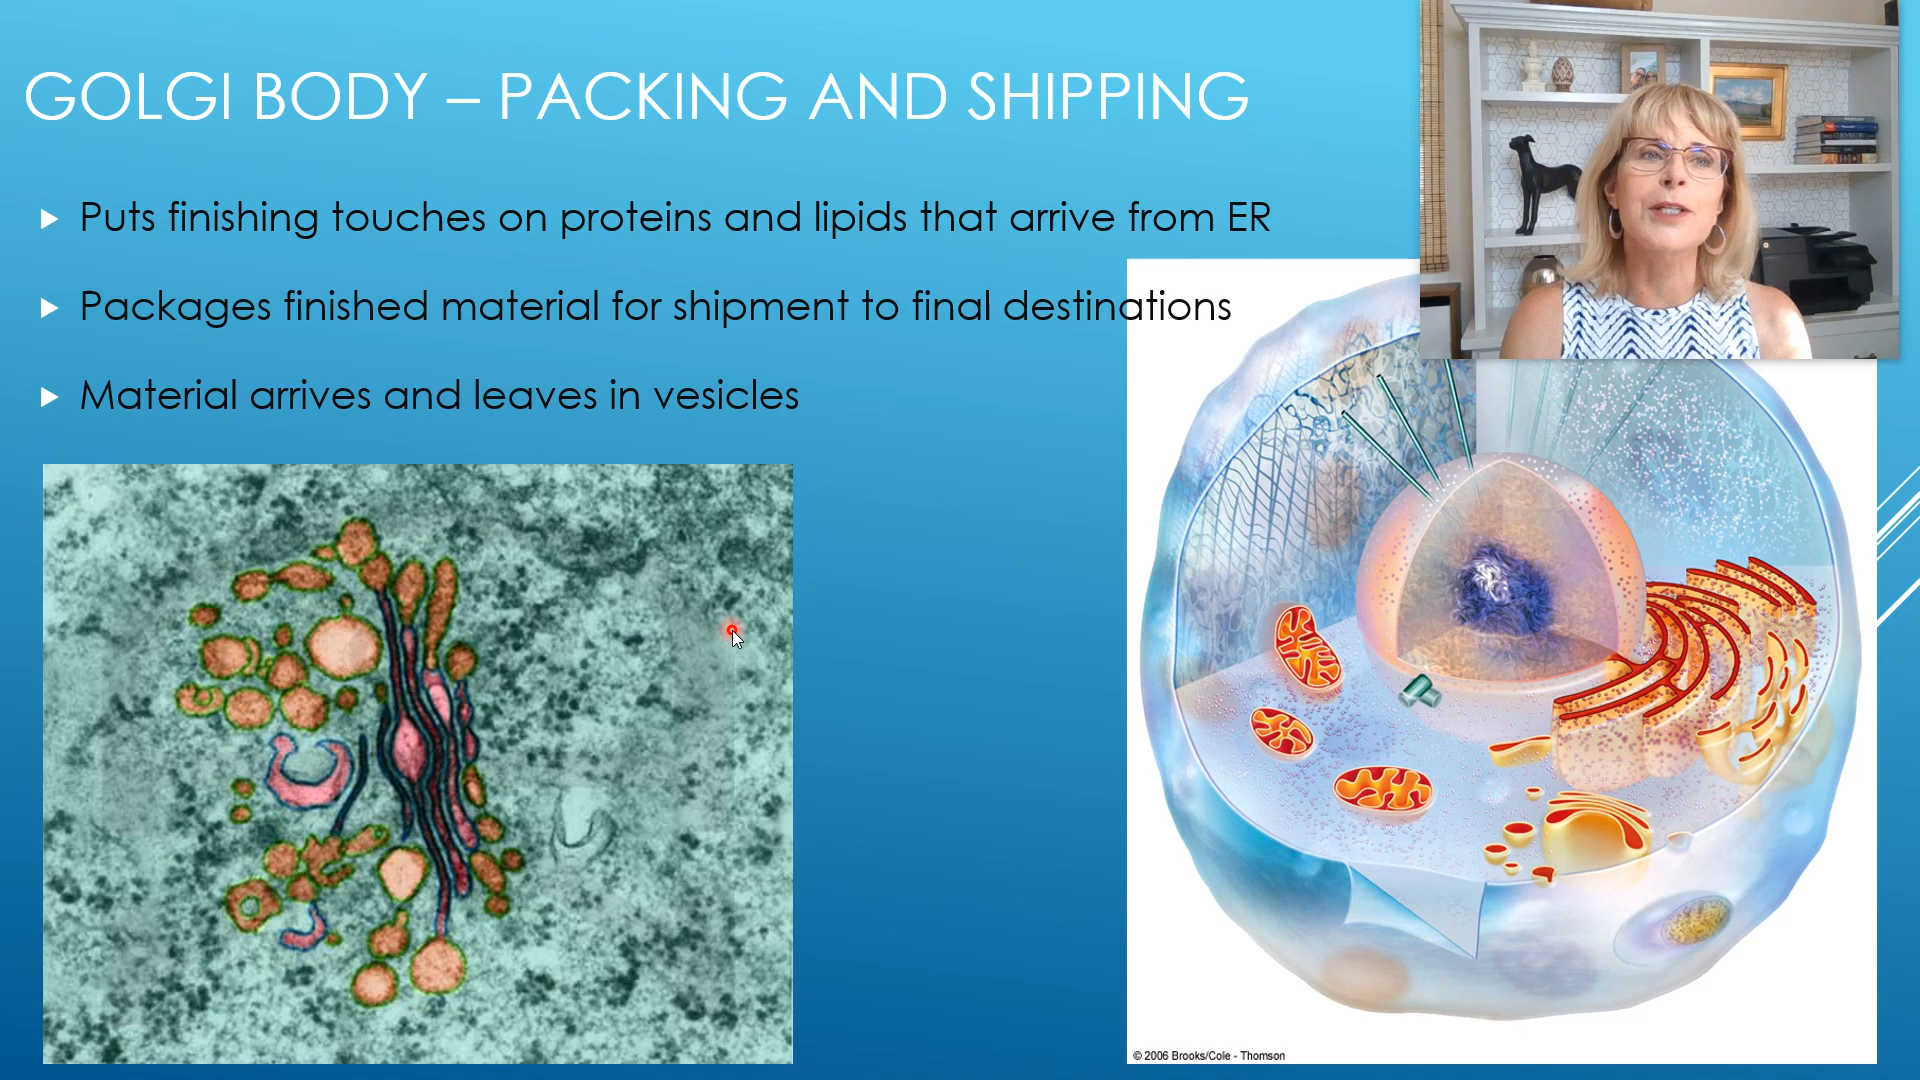 GOLGI BODY – PACKING AND SHIPPING
Puts finishing touches on proteins and lipids that arrive from ER
Packages finished material for shipment to final destinations
Material arrives and leaves in vesicles
© 2006 Brooks/Cole - Thomson